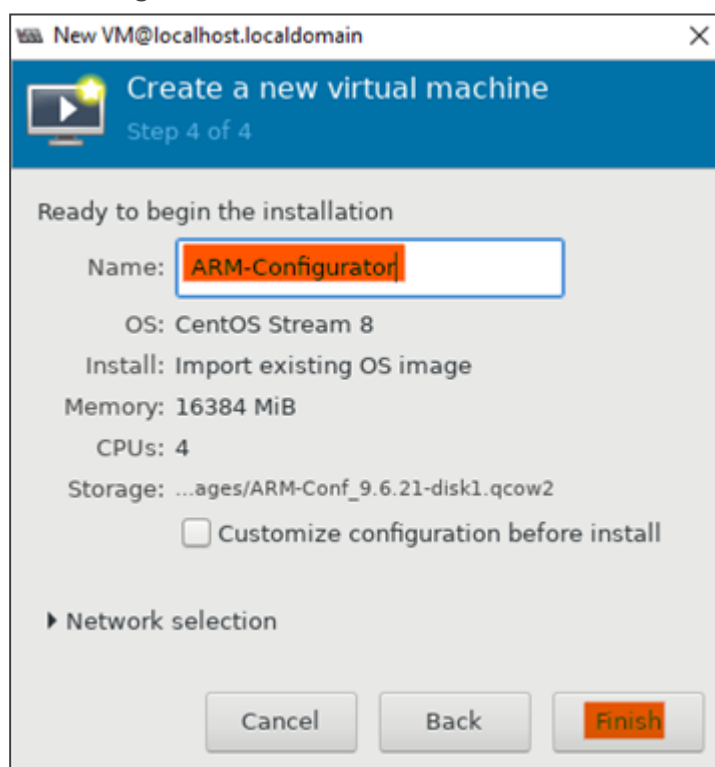 New VM@localhost.localdomain
Create a new virtual machine
Step 4 of 4
Ready to begin the installation
Name: ARM-Configurator
OS: CentOS Stream 8
Install: Import existing OS image
Memory: 16384 MiB
CPUs: 4
Storage: ...ages/ARM-Conf_9.6.21-disk1.qcow2
Customize configuration before install
Network selection
Cancel Back Finish